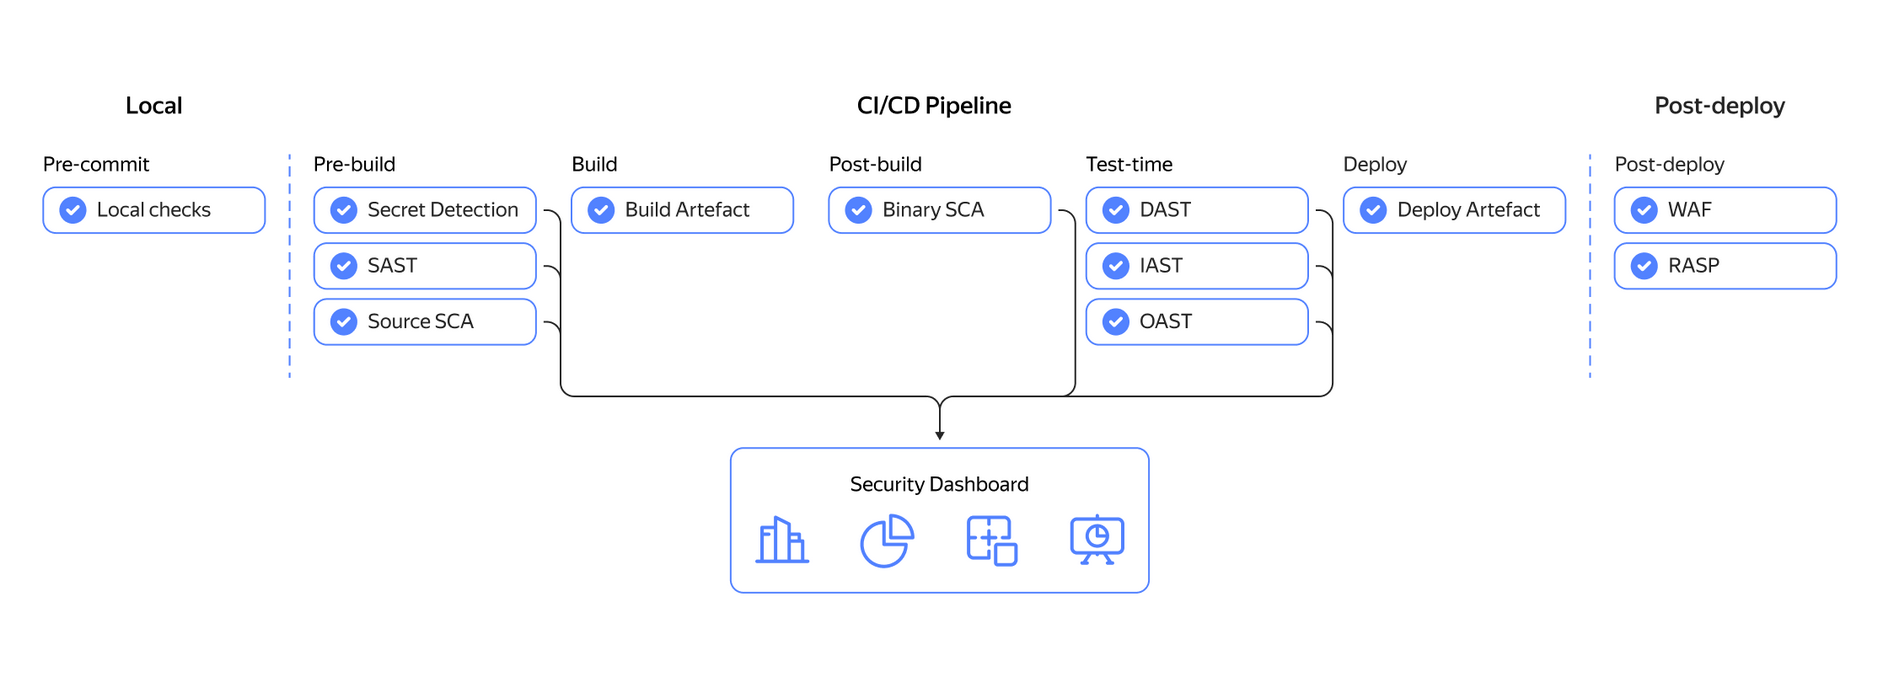 Local
CI/CD Pipeline
Post-deploy
Pre-commit
Local checks
Pre-build
Secret Detection
SAST
Source SCA
Build
Build Artefact
Post-build
Binary SCA
Test-time
DAST
IAST
OAST
Deploy
Deploy Artefact
Post-deploy
WAF
RASP
Security Dashboard